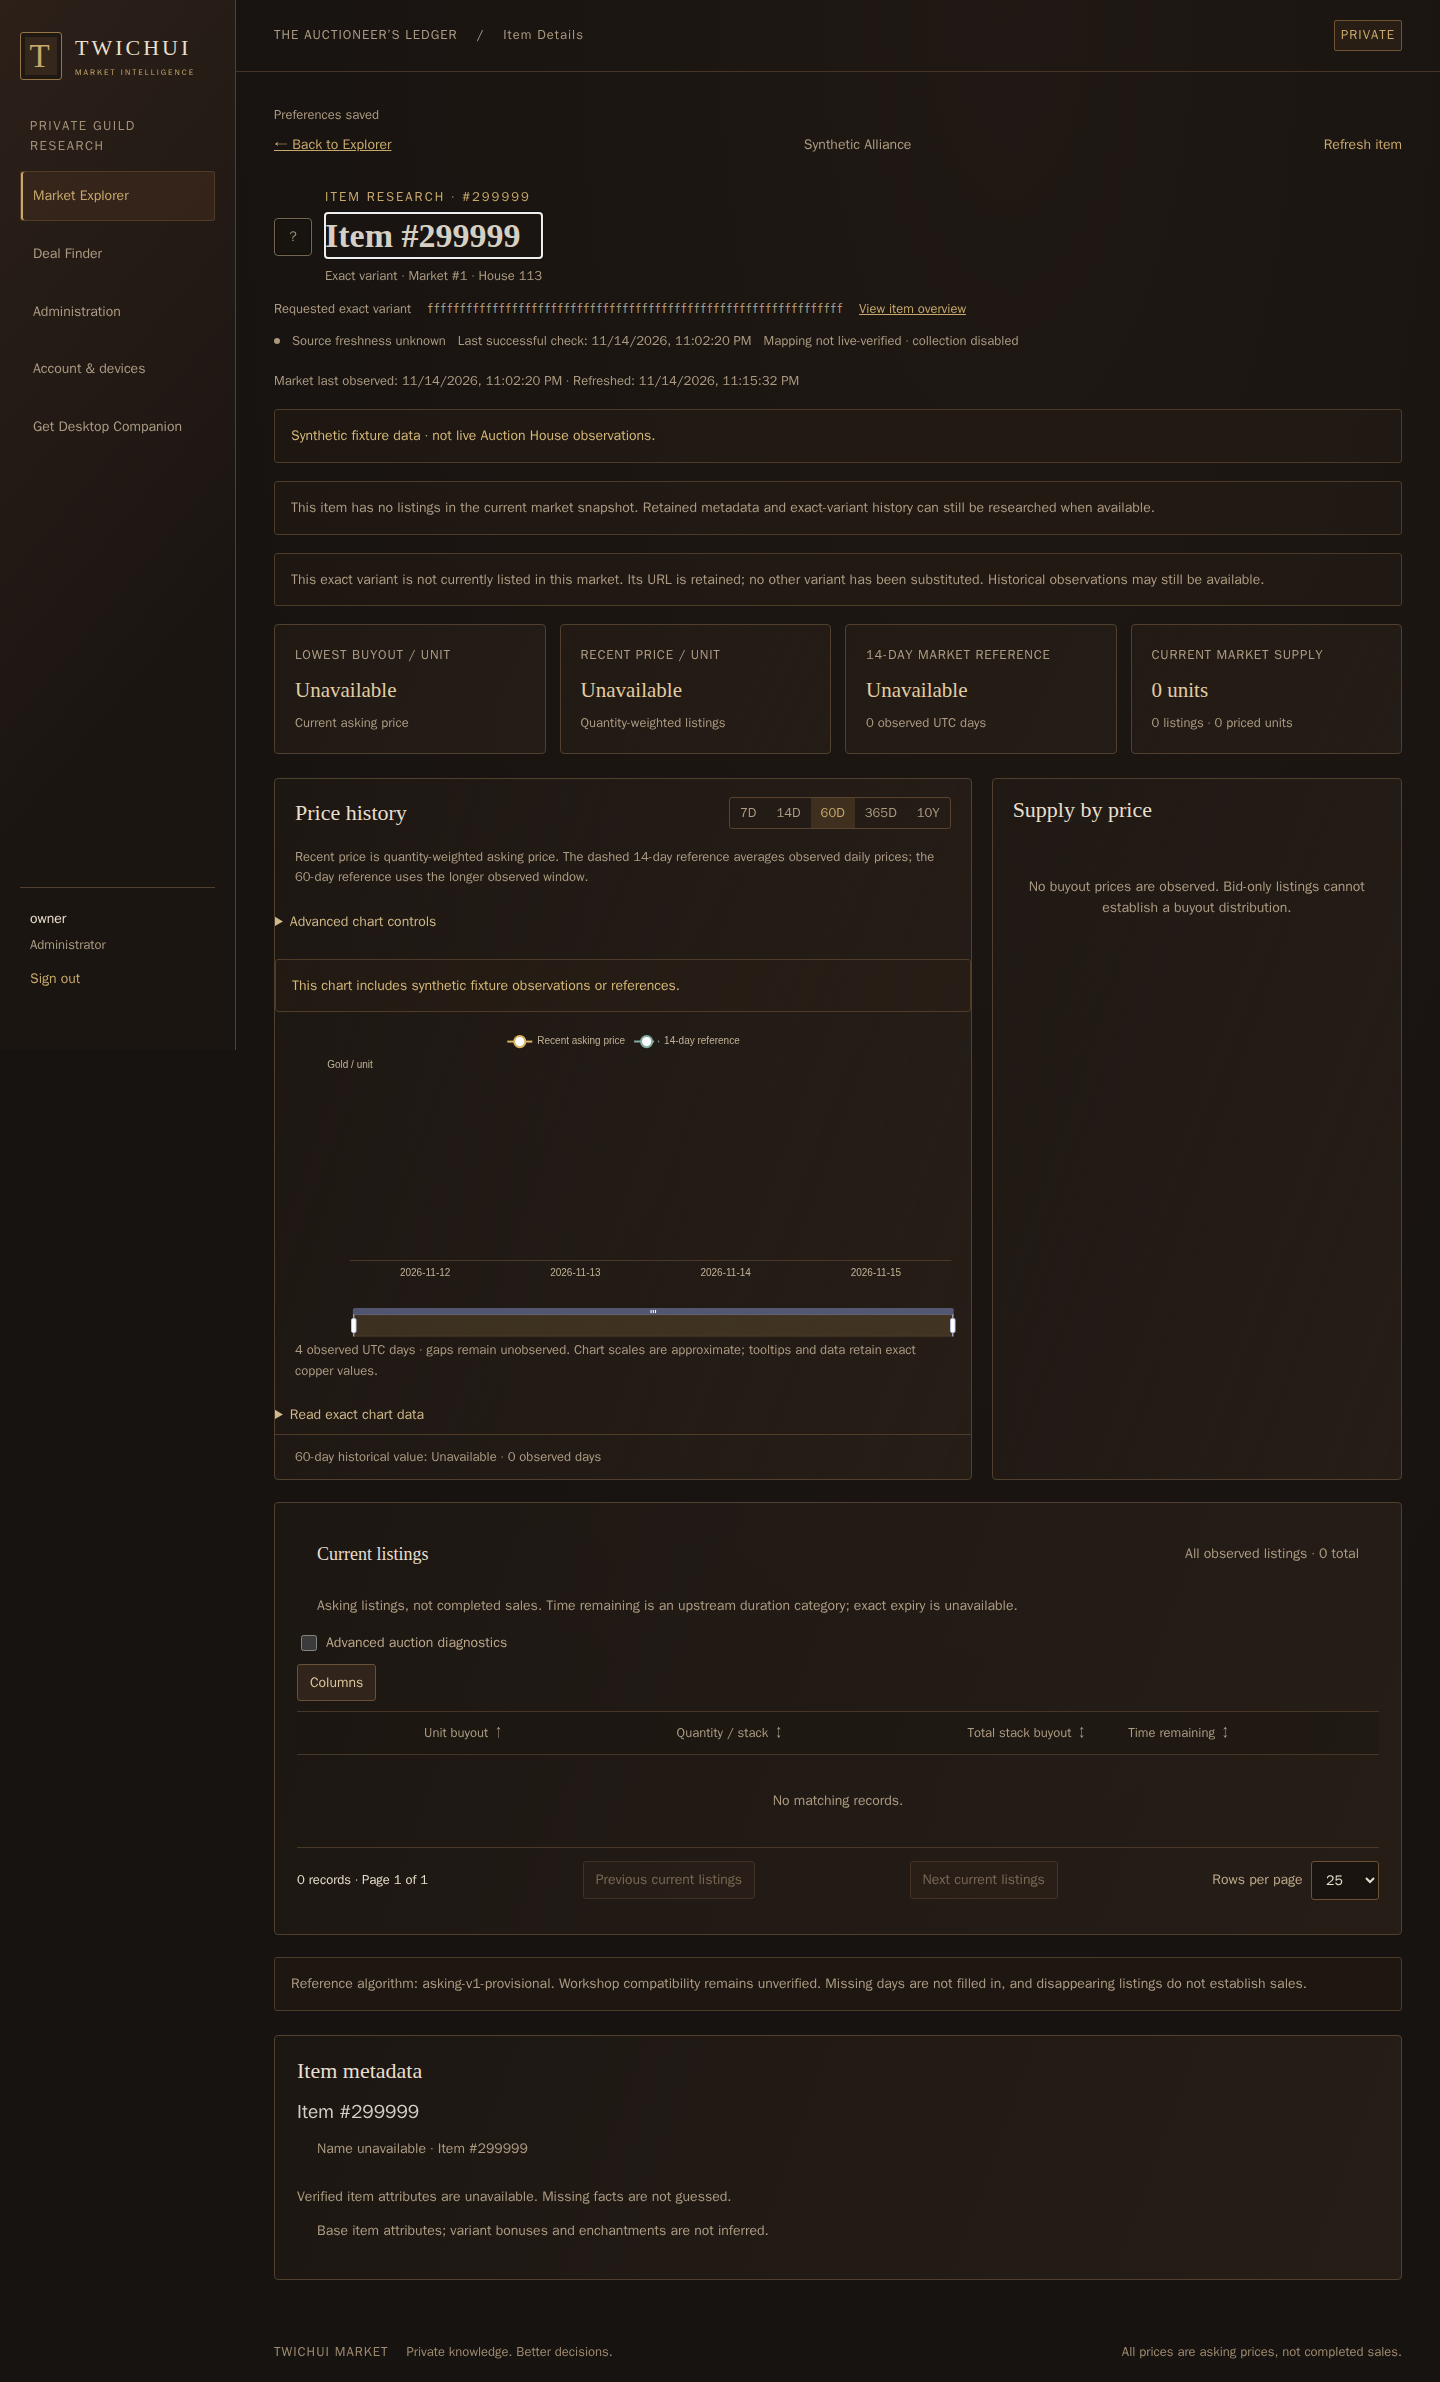 T
TWICHUI
MARKET INTELLIGENCE
PRIVATE GUILD
RESEARCH
Market Explorer
Deal Finder
Administration
Account & devices
Get Desktop Companion
owner
Administrator
Sign out
THE AUCTIONEER'S LEDGER / Item Details
PRIVATE
Preferences saved
← Back to Explorer
Synthetic Alliance
Refresh item
ITEM RESEARCH · #299999
?
Item #299999
Exact variant · Market #1 · House 113
Requested exact variant ffffffffffffffffffffffffffffffffffffffffffffffffffffffffffffffff View item overview
Source freshness unknown Last successful check: 11/14/2026, 11:02:20 PM Mapping not live-verified · collection disabled
Market last observed: 11/14/2026, 11:02:20 PM · Refreshed: 11/14/2026, 11:15:32 PM
Synthetic fixture data · not live Auction House observations.
This item has no listings in the current market snapshot. Retained metadata and exact-variant history can still be researched when available.
This exact variant is not currently listed in this market. Its URL is retained; no other variant has been substituted. Historical observations may still be available.
LOWEST BUYOUT / UNIT
Unavailable
Current asking price
RECENT PRICE / UNIT
Unavailable
Quantity-weighted listings
14-DAY MARKET REFERENCE
Unavailable
0 observed UTC days
CURRENT MARKET SUPPLY
0 units
0 listings · 0 priced units
Price history
7D 14D 60D 365D 10Y
Recent price is quantity-weighted asking price. The dashed 14-day reference averages observed daily prices; the
60-day reference uses the longer observed window.
Advanced chart controls
This chart includes synthetic fixture observations or references.
Recent asking price 14-day reference
Gold / unit
2026-11-12 2026-11-13 2026-11-14 2026-11-15
4 observed UTC days · gaps remain unobserved. Chart scales are approximate; tooltips and data retain exact
copper values.
Read exact chart data
60-day historical value: Unavailable · 0 observed days
Supply by price
No buyout prices are observed. Bid-only listings cannot
establish a buyout distribution.
Current listings
All observed listings · 0 total
Asking listings, not completed sales. Time remaining is an upstream duration category; exact expiry is unavailable.
Advanced auction diagnostics
Columns
Unit buyout ↑ Quantity / stack ↕ Total stack buyout ↕ Time remaining ↕
No matching records.
0 records · Page 1 of 1
Previous current listings
Next current listings
Rows per page 25
Reference algorithm: asking-v1-provisional. Workshop compatibility remains unverified. Missing days are not filled in, and disappearing listings do not establish sales.
Item metadata
Item #299999
Name unavailable · Item #299999
Verified item attributes are unavailable. Missing facts are not guessed.
Base item attributes; variant bonuses and enchantments are not inferred.
TWICHUI MARKET Private knowledge. Better decisions.
All prices are asking prices, not completed sales.